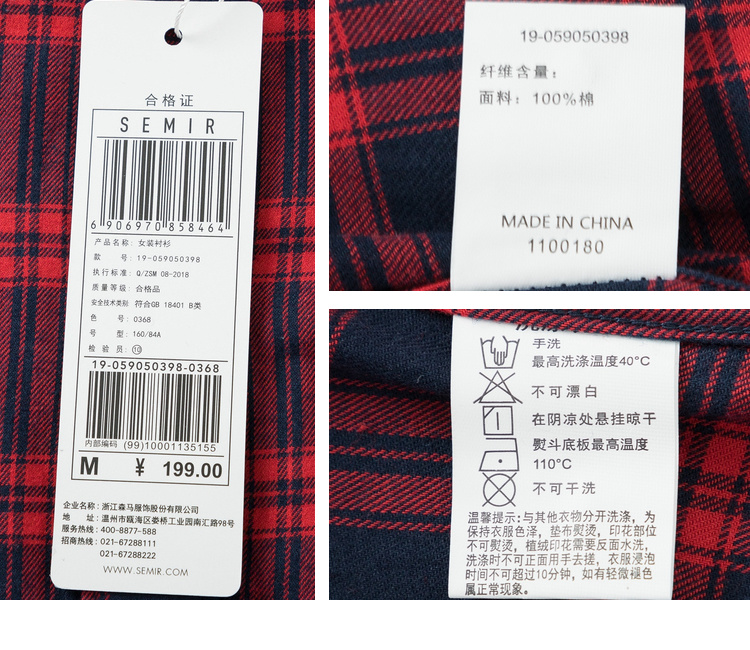 合格证
SEMIR
6 906970 858464
产品名称: 女装衬衫
款 号: 19-059050398
执行标准: Q/ZSM 08-2018
质量等级: 合格品
安全技术类别: 符合GB 18401 B类
色 号: 0368
号 型: 160/84A
检 验 员: ⑩
19-059050398-0368
内部编码 (99)10001135155
M ¥ 199.00
企业名称: 浙江森马服饰股份有限公司
地 址: 温州市瓯海区娄桥工业园南汇路98号
服务热线: 400-8877-588
招商热线: 021-67288111
021-67288222
WWW.SEMIR.COM
19-059050398
纤维含量:
面料: 100%棉
MADE IN CHINA
1100180
手洗
最高洗涤温度40°C
不可漂白
在阴凉处悬挂晾干
熨斗底板最高温度
110°C
不可干洗
温馨提示:与其他衣物分开洗涤, 为
保持衣服色泽, 垫布熨烫, 印花部位
不可熨烫, 植绒印花需要反面水洗,
洗涤时不可正面用手去搓, 衣服浸泡
时间不可超过10分钟, 如有轻微褪色
属正常现象。